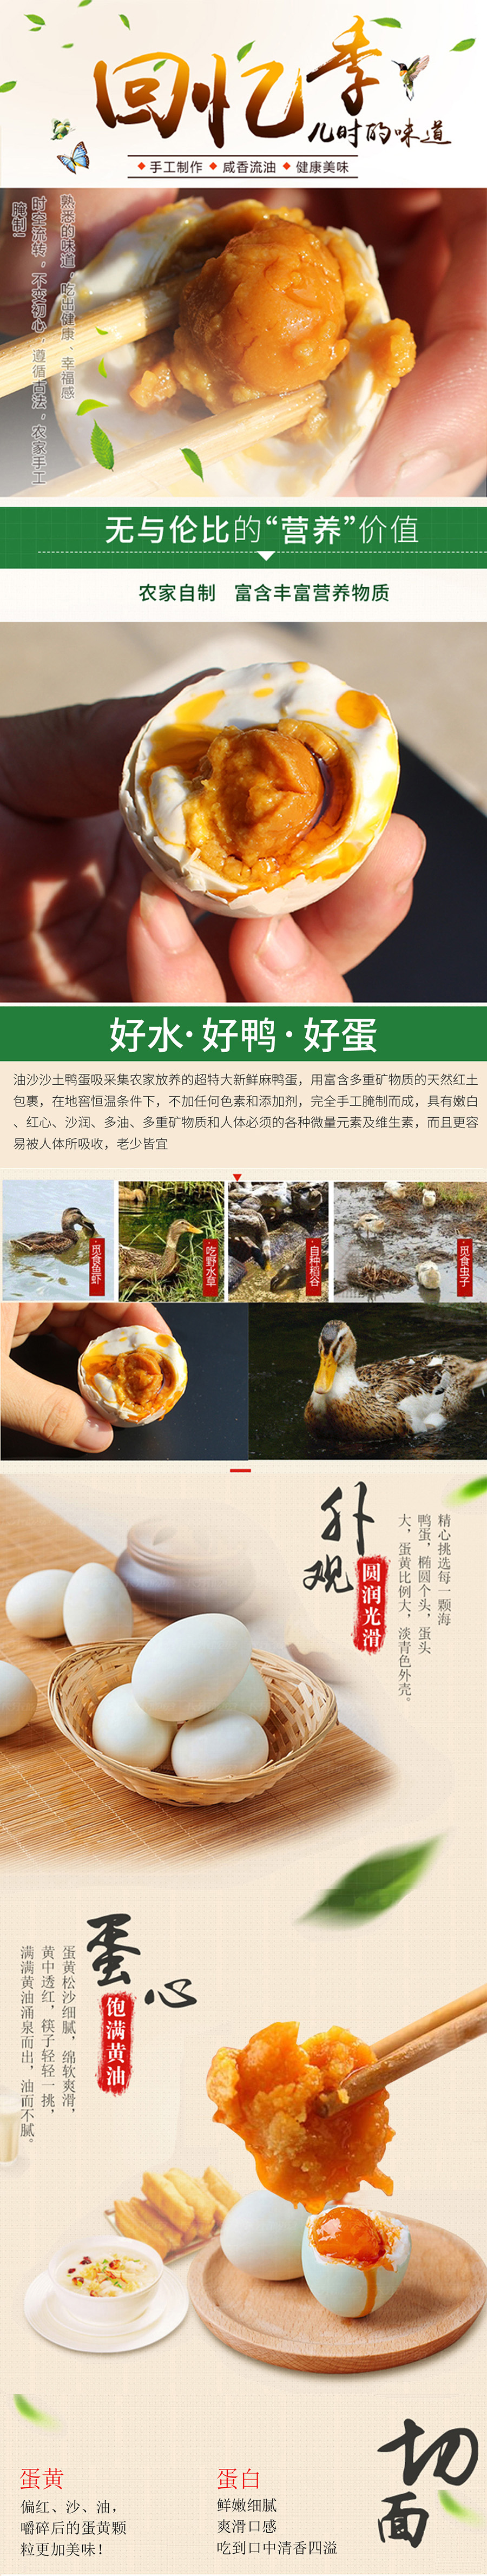 回忆季
儿时的味道
手工制作 咸香流油 健康美味
熟悉的味道,吃出健康、幸福感
时空流转,不变初心,遵循古法,农家手工
腌制!
无与伦比的“营养”价值
农家自制 富含丰富营养物质
好水·好鸭·好蛋
油沙沙土鸭蛋吸采集农家放养的超特大新鲜麻鸭蛋，用富含多重矿物质的天然红土
包裹，在地窖恒温条件下，不加任何色素和添加剂，完全手工腌制而成，具有嫩白
、红心、沙润、多油、多重矿物质和人体必须的各种微量元素及维生素，而且更容
易被人体所吸收，老少皆宜
觅食鱼虾
吃野水草
自种稻谷
觅食虫子
外观
圆润光滑
精心挑选每一颗海
鸭蛋，椭圆个头，蛋头
大，蛋黄比例大，淡青色外壳。
蛋心
饱满黄油
蛋黄松沙细腻，绵软爽滑，
黄中透红，筷子轻轻一挑，
满满黄油涌泉而出，油而不腻。
切面
蛋黄
偏红、沙、油，
嚼碎后的蛋黄颗
粒更加美味！
蛋白
鲜嫩细腻
爽滑口感
吃到口中清香四溢